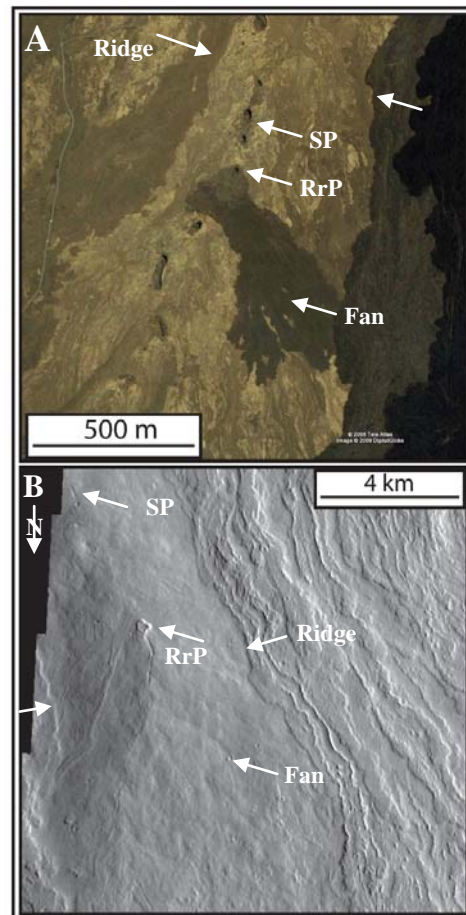 A
Ridge
SP
RrP
Fan
500 m
© 2008 Tele Atlas
Image © 2008 DigitalGlobe
B
4 km
SP
N
RrP
Ridge
Fan